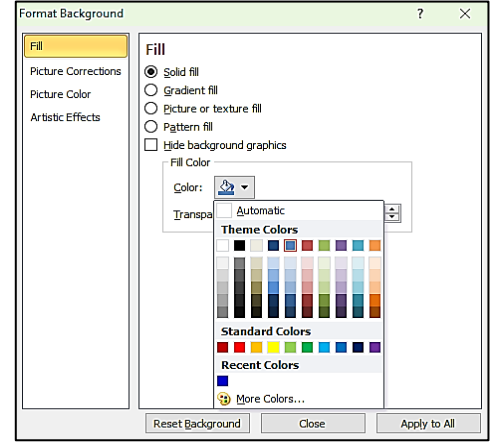 Format Background
?
Fill
Picture Corrections
Picture Color
Artistic Effects
Fill
Solid fill
Gradient fill
Picture or texture fill
Pattern fill
Hide background graphics
Fill Color
Color:
Transpa
Automatic
Theme Colors
Standard Colors
Recent Colors
More Colors...
Reset Background Close Apply to All